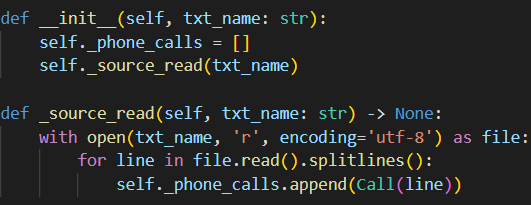 def __init__(self, txt_name: str):
    self._phone_calls = []
    self._source_read(txt_name)

def _source_read(self, txt_name: str) -> None:
    with open(txt_name, 'r', encoding='utf-8') as file:
        for line in file.read().splitlines():
            self._phone_calls.append(Call(line))